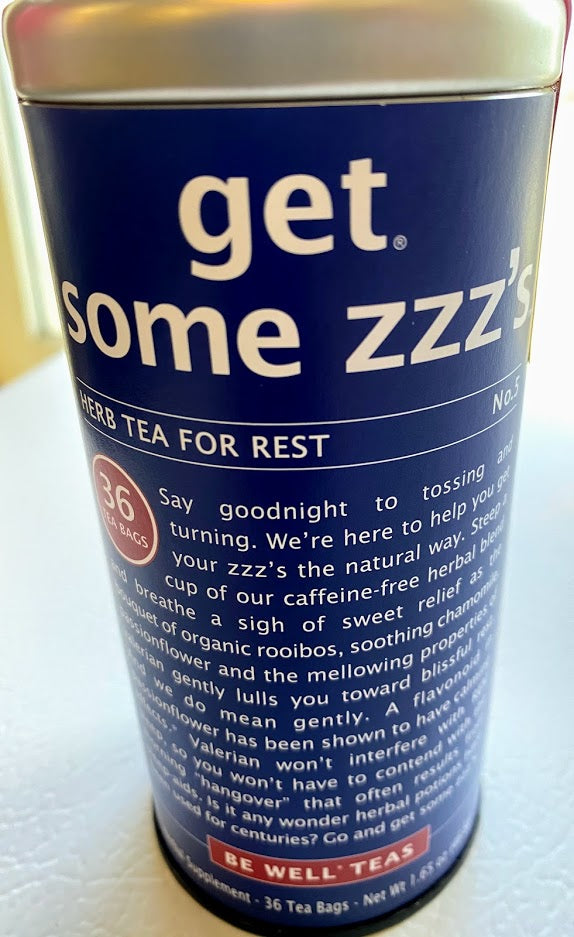 get®
some zzz's
HERB TEA FOR REST No.5
36
TEA BAGS
Say goodnight to tossing and
turning. We're here to help you get
your zzz's the natural way. Steep a
cup of our caffeine-free herbal blend
and breathe a sigh of sweet relief as the
bouquet of organic rooibos, soothing chamomile,
passionflower and the mellowing properties of
valerian gently lulls you toward blissful rest
and we do mean gently. A flavonoid in
passionflower has been shown to have calming
effects.* Valerian won't interfere with
so you won't have to contend with
"hangover" that often results
aids. Is it any wonder herbal potions
used for centuries? Go and get some
BE WELL® TEAS
Supplement - 36 Tea Bags - Net Wt 1.65 oz